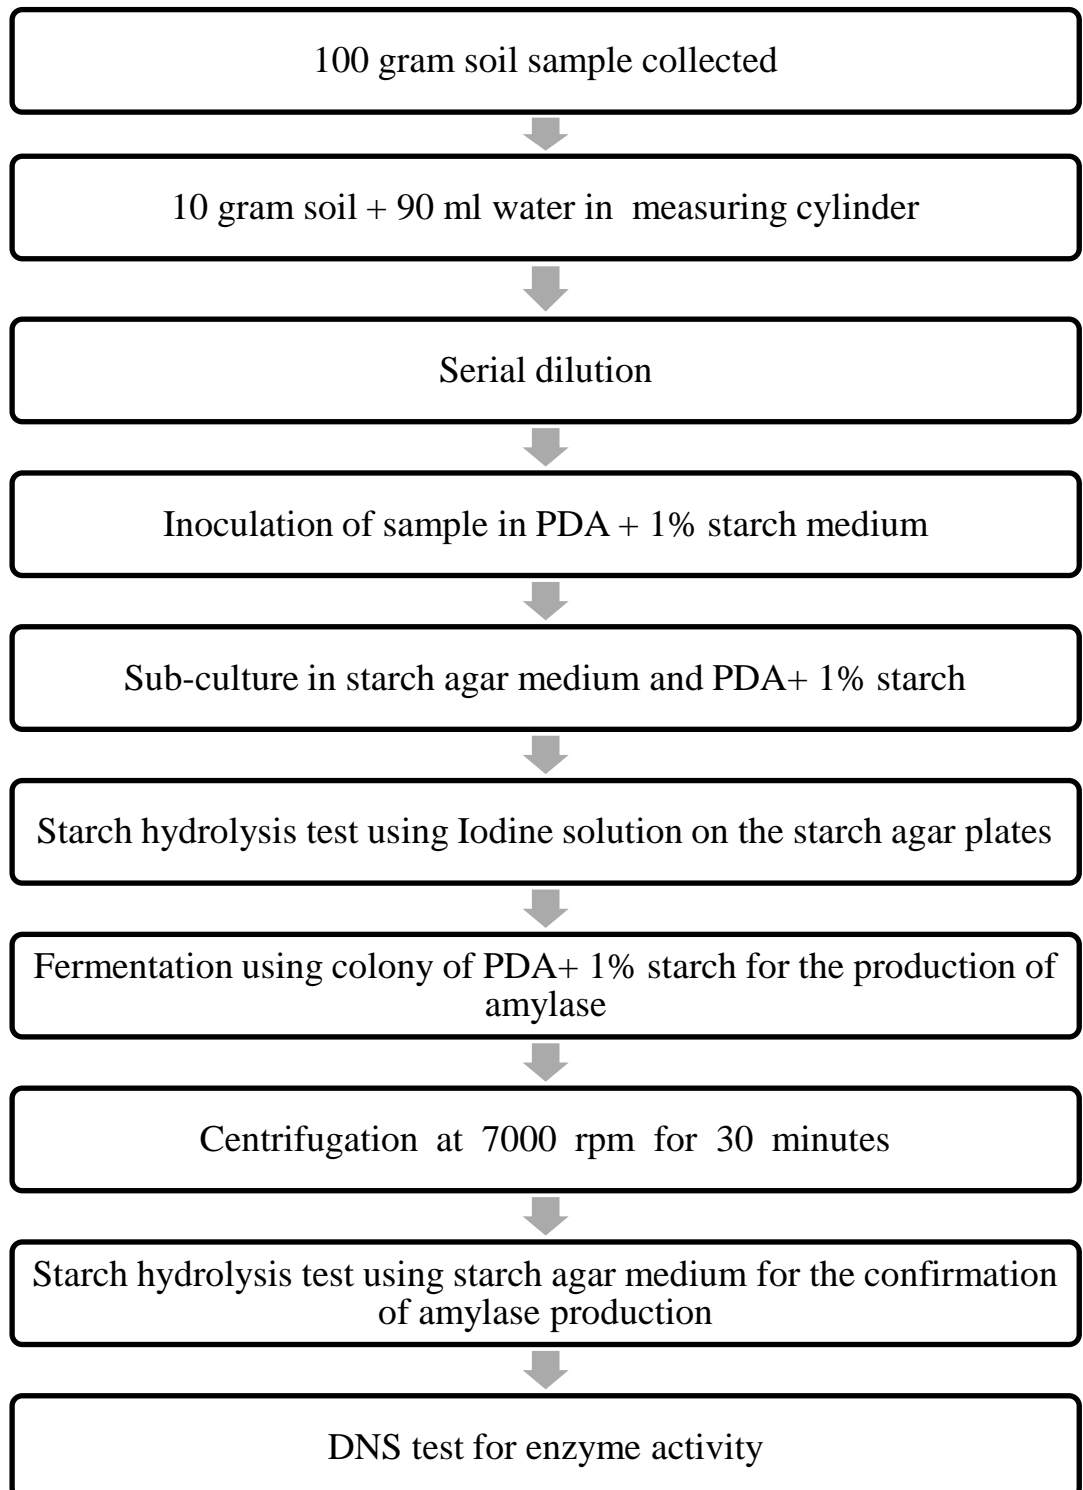 100 gram soil sample collected
10 gram soil + 90 ml water in measuring cylinder
Serial dilution
Inoculation of sample in PDA + 1% starch medium
Sub-culture in starch agar medium and PDA+ 1% starch
Starch hydrolysis test using Iodine solution on the starch agar plates
Fermentation using colony of PDA+ 1% starch for the production of
amylase
Centrifugation at 7000 rpm for 30 minutes
Starch hydrolysis test using starch agar medium for the confirmation
of amylase production
DNS test for enzyme activity